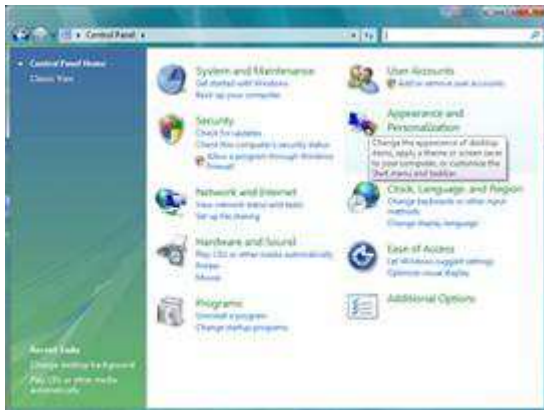 Control Panel
Control Panel Home
Classic View
System and Maintenance
Get started with Windows
Back up your computer
Security
Check for updates
Check this computer's security status
Allow a program through Windows
Firewall
Network and Internet
View network status and tasks
Set up file sharing
Hardware and Sound
Play CDs or other media automatically
Printer
Mouse
Programs
Uninstall a program
Change startup programs
User Accounts
Add or remove user accounts
Appearance and
Personalization
Change the appearance of desktop
items, apply a theme or screen saver
to your computer, or customize the
Start menu and taskbar.
Clock, Language, and Region
Change keyboards or other input
methods
Change display language
Ease of Access
Let Windows suggest settings
Optimize visual display
Additional Options
Recent Tasks
Change desktop background
Play CDs or other media
automatically